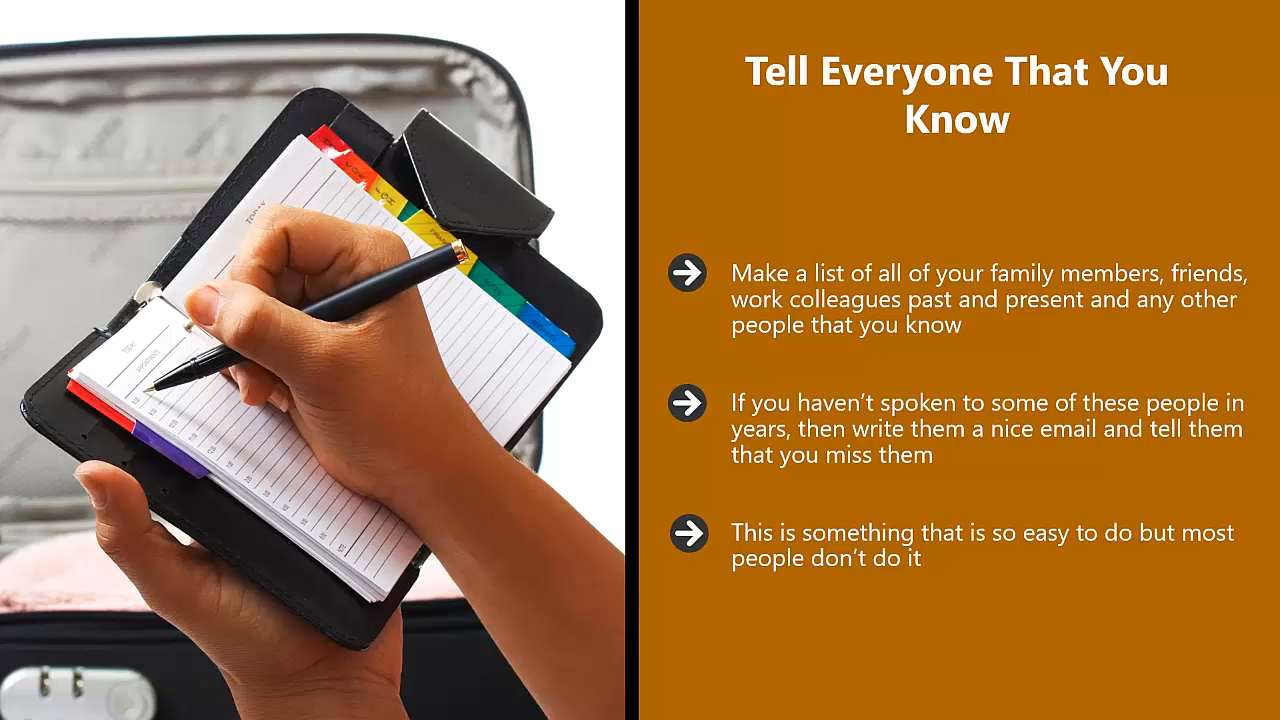 Tell Everyone That You
Know
Make a list of all of your family members, friends,
work colleagues past and present and any other
people that you know
If you haven’t spoken to some of these people in
years, then write them a nice email and tell them
that you miss them
This is something that is so easy to do but most
people don’t do it
TODAY
TODAY
APPOINTMENTS